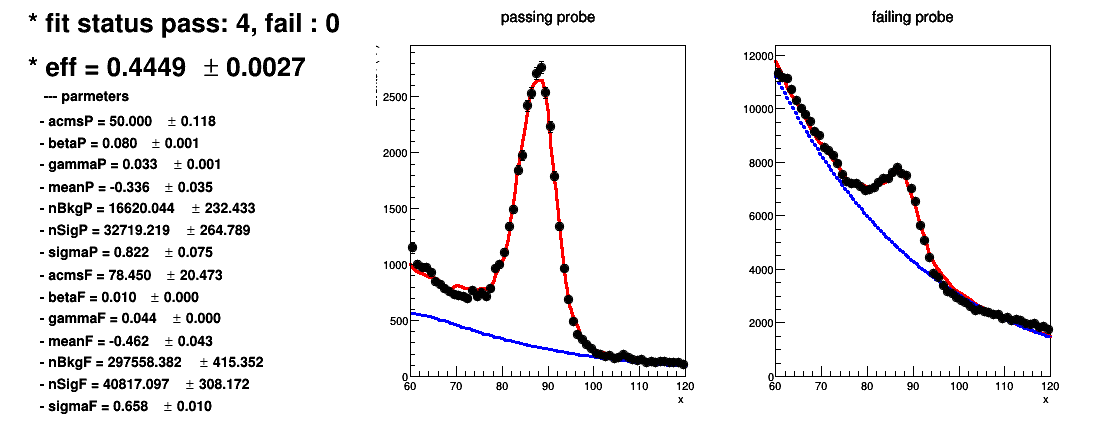 * fit status pass: 4, fail : 0
* eff = 0.4449 ± 0.0027
--- parmeters
- acmsP = 50.000 ± 0.118
- betaP = 0.080 ± 0.001
- gammaP = 0.033 ± 0.001
- meanP = -0.336 ± 0.035
- nBkgP = 16620.044 ± 232.433
- nSigP = 32719.219 ± 264.789
- sigmaP = 0.822 ± 0.075
- acmsF = 78.450 ± 20.473
- betaF = 0.010 ± 0.000
- gammaF = 0.044 ± 0.000
- meanF = -0.462 ± 0.043
- nBkgF = 297558.382 ± 415.352
- nSigF = 40817.097 ± 308.172
- sigmaF = 0.658 ± 0.010
passing probe
2500
2000
1500
1000
500
0
60 70 80 90 100 110 120
x
failing probe
12000
10000
8000
6000
4000
2000
0
60 70 80 90 100 110 120
x